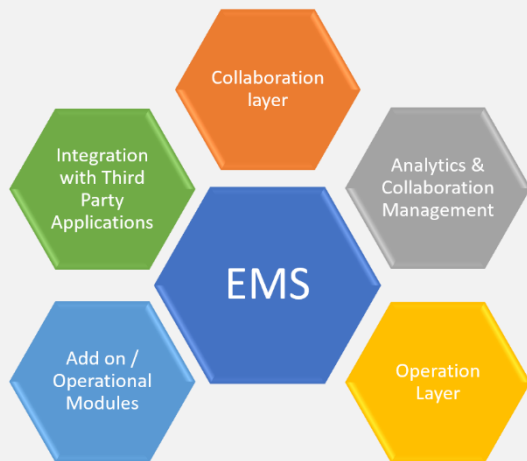 Collaboration
layer
Integration
with Third
Party
Applications
Analytics &
Collaboration
Management
EMS
Add on /
Operational
Modules
Operation
Layer